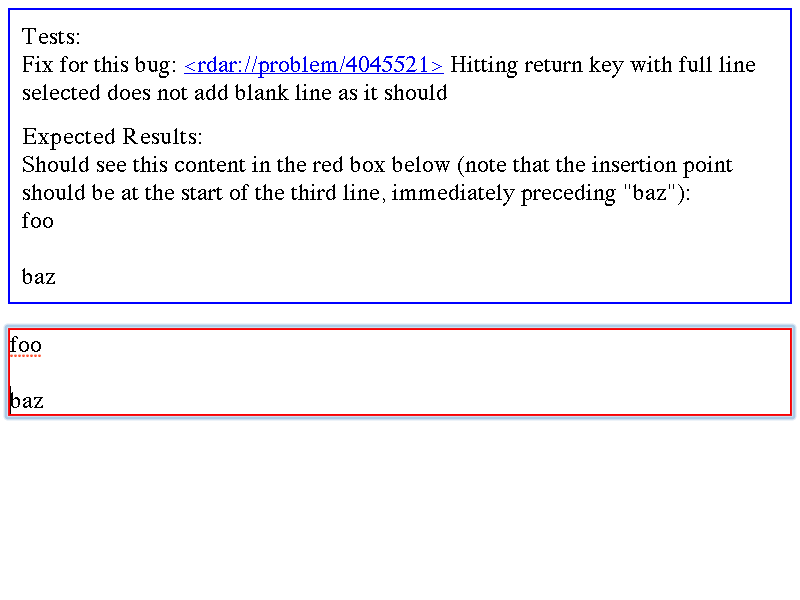 Tests:
Fix for this bug: <rdar://problem/4045521> Hitting return key with full line
selected does not add blank line as it should
Expected Results:
Should see this content in the red box below (note that the insertion point
should be at the start of the third line, immediately preceding "baz"):
foo
baz
foo
baz